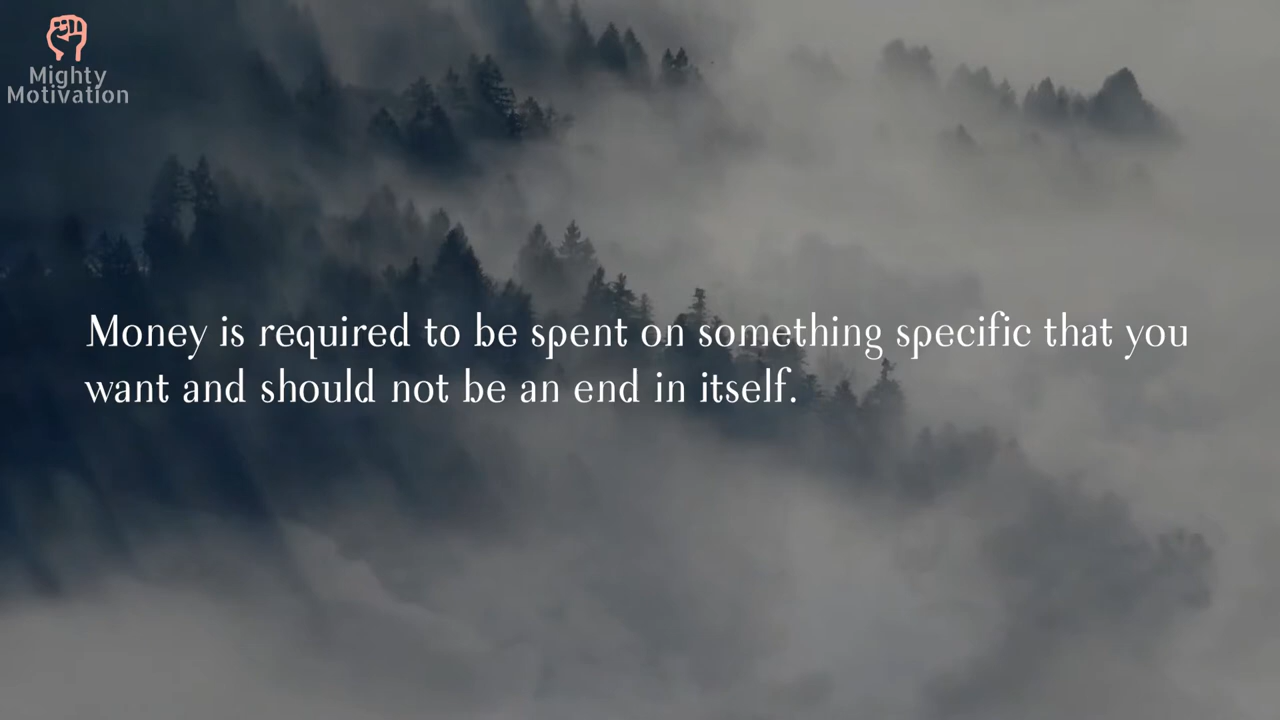 Mighty
Motivation
Money is required to be spent on something specific that you
want and should not be an end in itself.